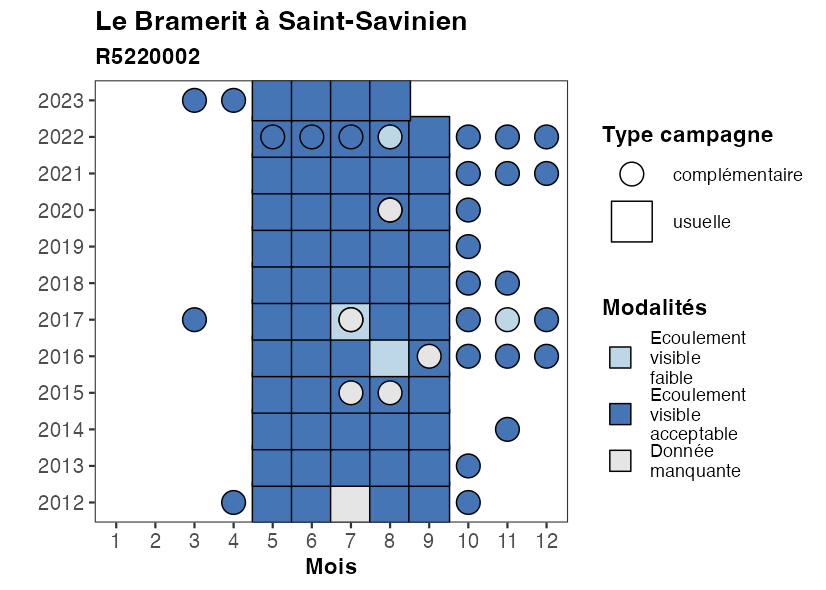 Le Bramerit à Saint-Savinien
R5220002
2023
2022
2021
2020
2019
2018
2017
2016
2015
2014
2013
2012
1 2 3 4 5 6 7 8 9 10 11 12
Mois
Type campagne
complémentaire
usuelle
Modalités
Ecoulement
visible
faible
Ecoulement
visible
acceptable
Donnée
manquante